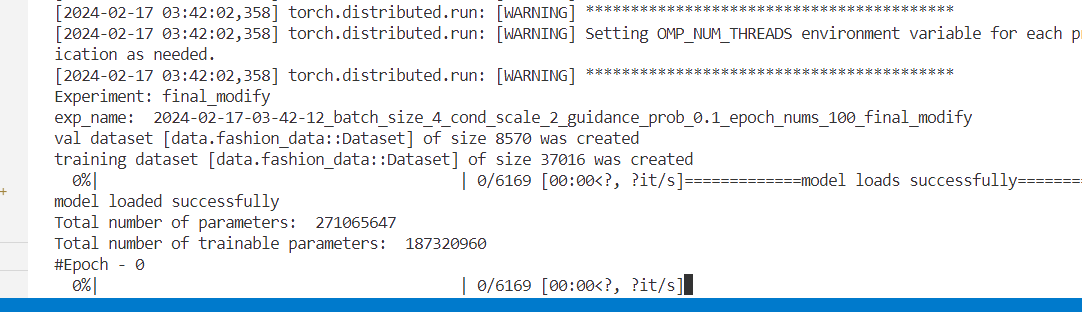 [2024-02-17 03:42:02,358] torch.distributed.run: [WARNING] *****************************************
[2024-02-17 03:42:02,358] torch.distributed.run: [WARNING] Setting OMP_NUM_THREADS environment variable for each
ication as needed.
[2024-02-17 03:42:02,358] torch.distributed.run: [WARNING] *****************************************
Experiment: final_modify
exp_name:  2024-02-17-03-42-12_batch_size_4_cond_scale_2_guidance_prob_0.1_epoch_nums_100_final_modify
val dataset [data.fashion_data::Dataset] of size 8570 was created
training dataset [data.fashion_data::Dataset] of size 37016 was created
  0%|                                        | 0/6169 [00:00<?, ?it/s]=============model loads successfully=======
model loaded successfully
Total number of parameters:  271065647
Total number of trainable parameters:  187320960
#Epoch - 0
  0%|                                        | 0/6169 [00:00<?, ?it/s]